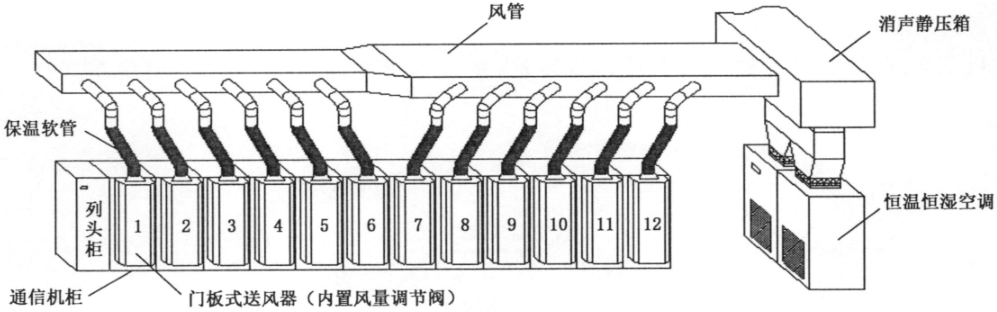 风管
消声静压箱
保温软管
列头柜
1 2 3 4 5 6 7 8 9 10 11 12
恒温恒湿空调
通信机柜
门板式送风器（内置风量调节阀）